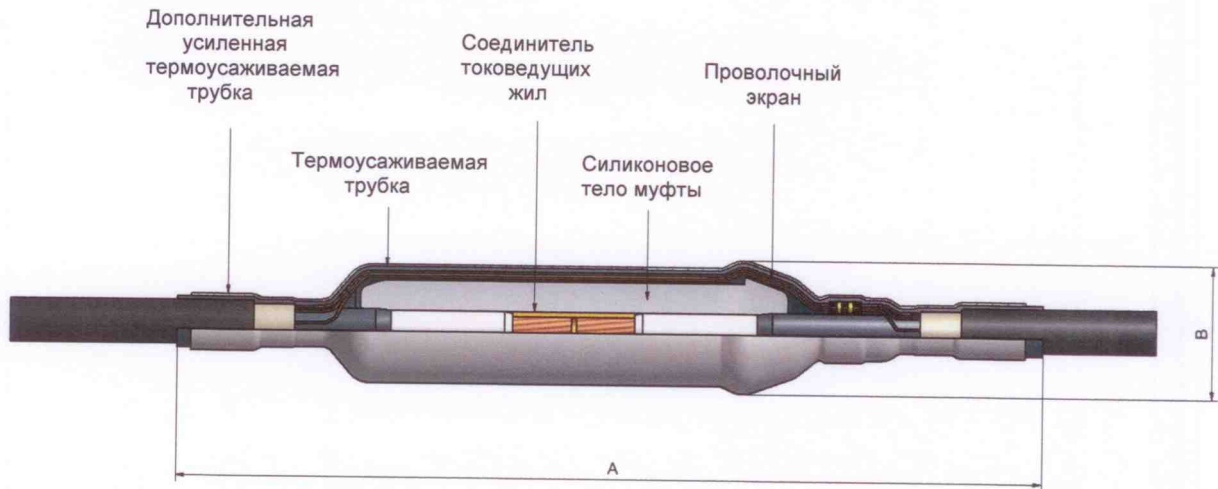 Дополнительная
усиленная
термоусаживаемая
трубка
Соединитель
токоведущих
жил
Проволочный
экран
Термоусаживаемая
трубка
Силиконовое
тело муфты
B
A